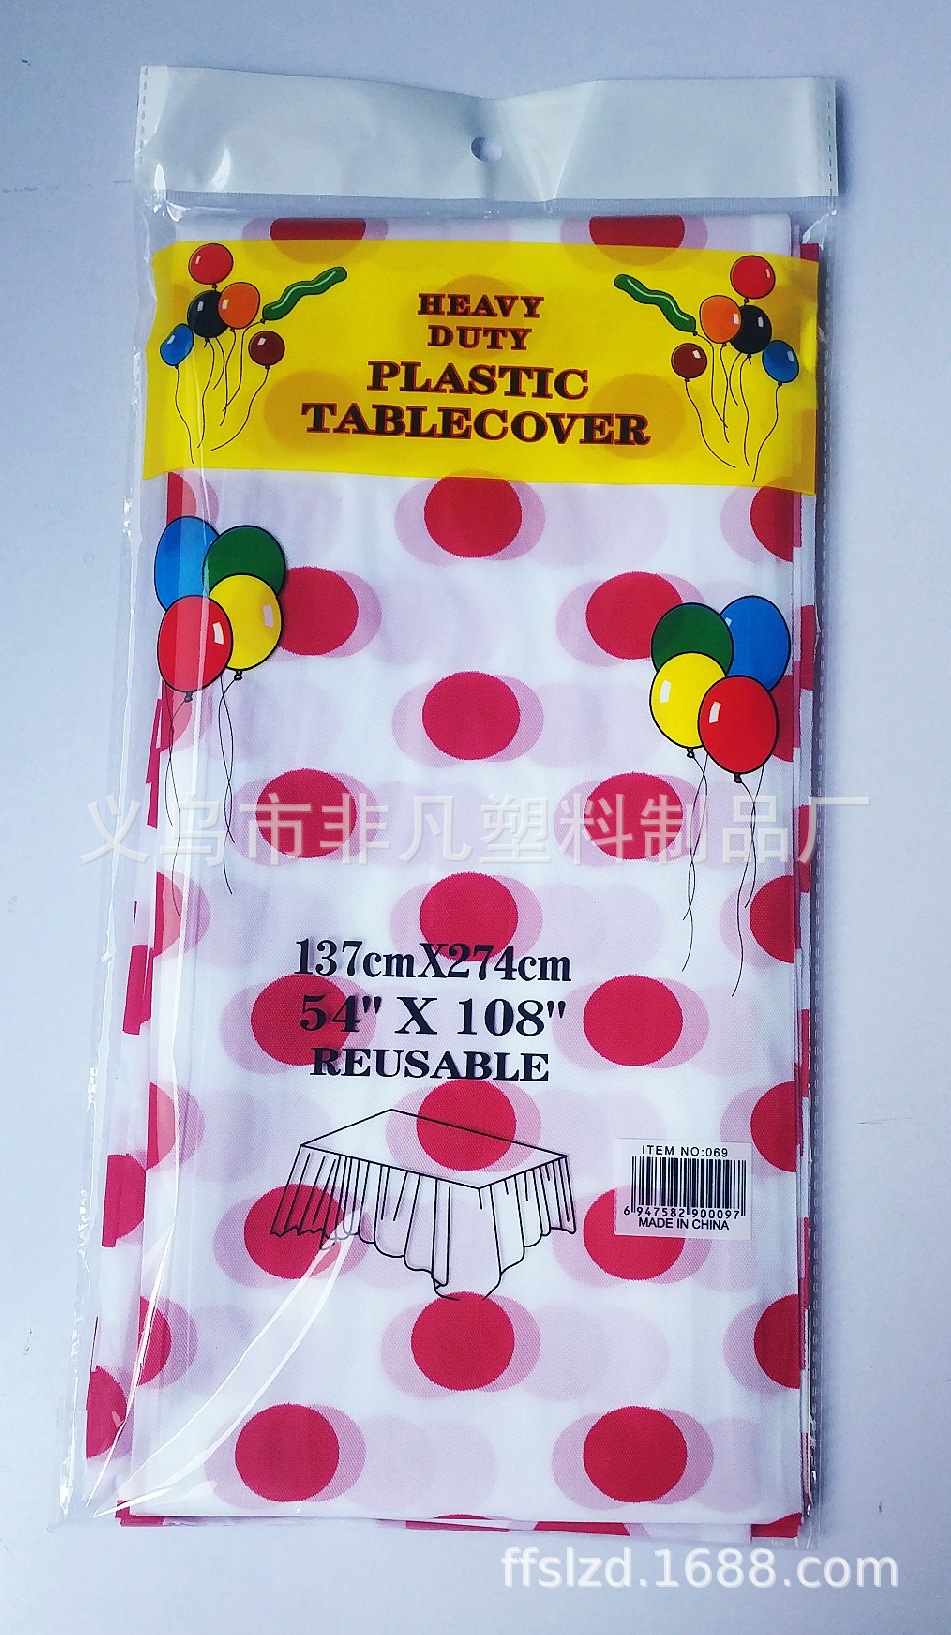 HEAVY
DUTY
PLASTIC
TABLECOVER
义乌市非凡塑料制品厂
137cmX274cm
54" X 108"
REUSABLE
ITEM NO:069
6 947582 900097
MADE IN CHINA
ffslzd.1688.com